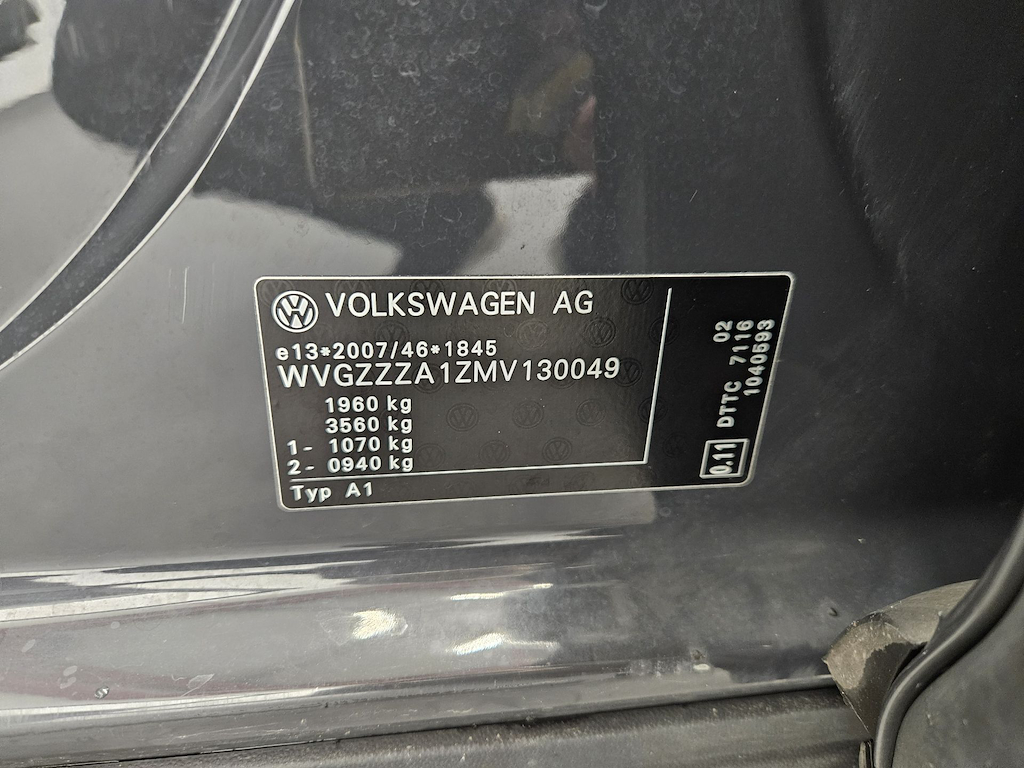 VOLKSWAGEN AG
e13*2007/46*1845
WVGZZZA1ZMV130049
1960 kg
3560 kg
1- 1070 kg
2- 0940 kg
Typ A1
0.11 DTTC 7116 02
1040593